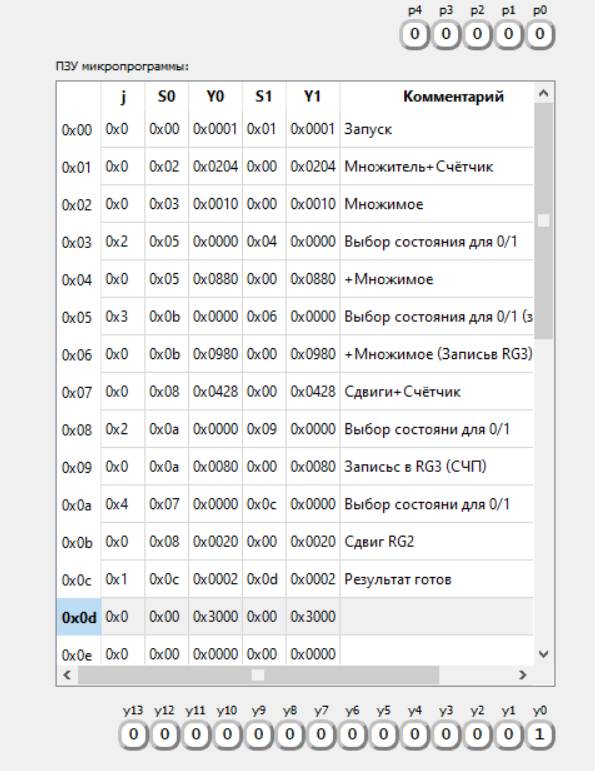 p4 p3 p2 p1 p0
0 0 0 0 0
ПЗУ микропрограммы:
j S0 Y0 S1 Y1 Комментарий
0x00 0x0 0x00 0x0001 0x01 0x0001 Запуск
0x01 0x0 0x02 0x0204 0x00 0x0204 Множитель+Счётчик
0x02 0x0 0x03 0x0010 0x00 0x0010 Множимое
0x03 0x2 0x05 0x0000 0x04 0x0000 Выбор состояния для 0/1
0x04 0x0 0x05 0x0880 0x00 0x0880 +Множимое
0x05 0x3 0x0b 0x0000 0x06 0x0000 Выбор состояния для 0/1 (з
0x06 0x0 0x0b 0x0980 0x00 0x0980 +Множимое (Записьв RG3)
0x07 0x0 0x08 0x0428 0x00 0x0428 Сдвиги+Счётчик
0x08 0x2 0x0a 0x0000 0x09 0x0000 Выбор состояни для 0/1
0x09 0x0 0x0a 0x0080 0x00 0x0080 Записьс в RG3 (СЧП)
0x0a 0x4 0x07 0x0000 0x0c 0x0000 Выбор состояни для 0/1
0x0b 0x0 0x08 0x0020 0x00 0x0020 Сдвиг RG2
0x0c 0x1 0x0c 0x0002 0x0d 0x0002 Результат готов
0x0d 0x0 0x00 0x3000 0x00 0x3000
0x0e 0x0 0x00 0x0000 0x00 0x0000
y13 y12 y11 y10 y9 y8 y7 y6 y5 y4 y3 y2 y1 y0
0 0 0 0 0 0 0 0 0 0 0 0 0 1